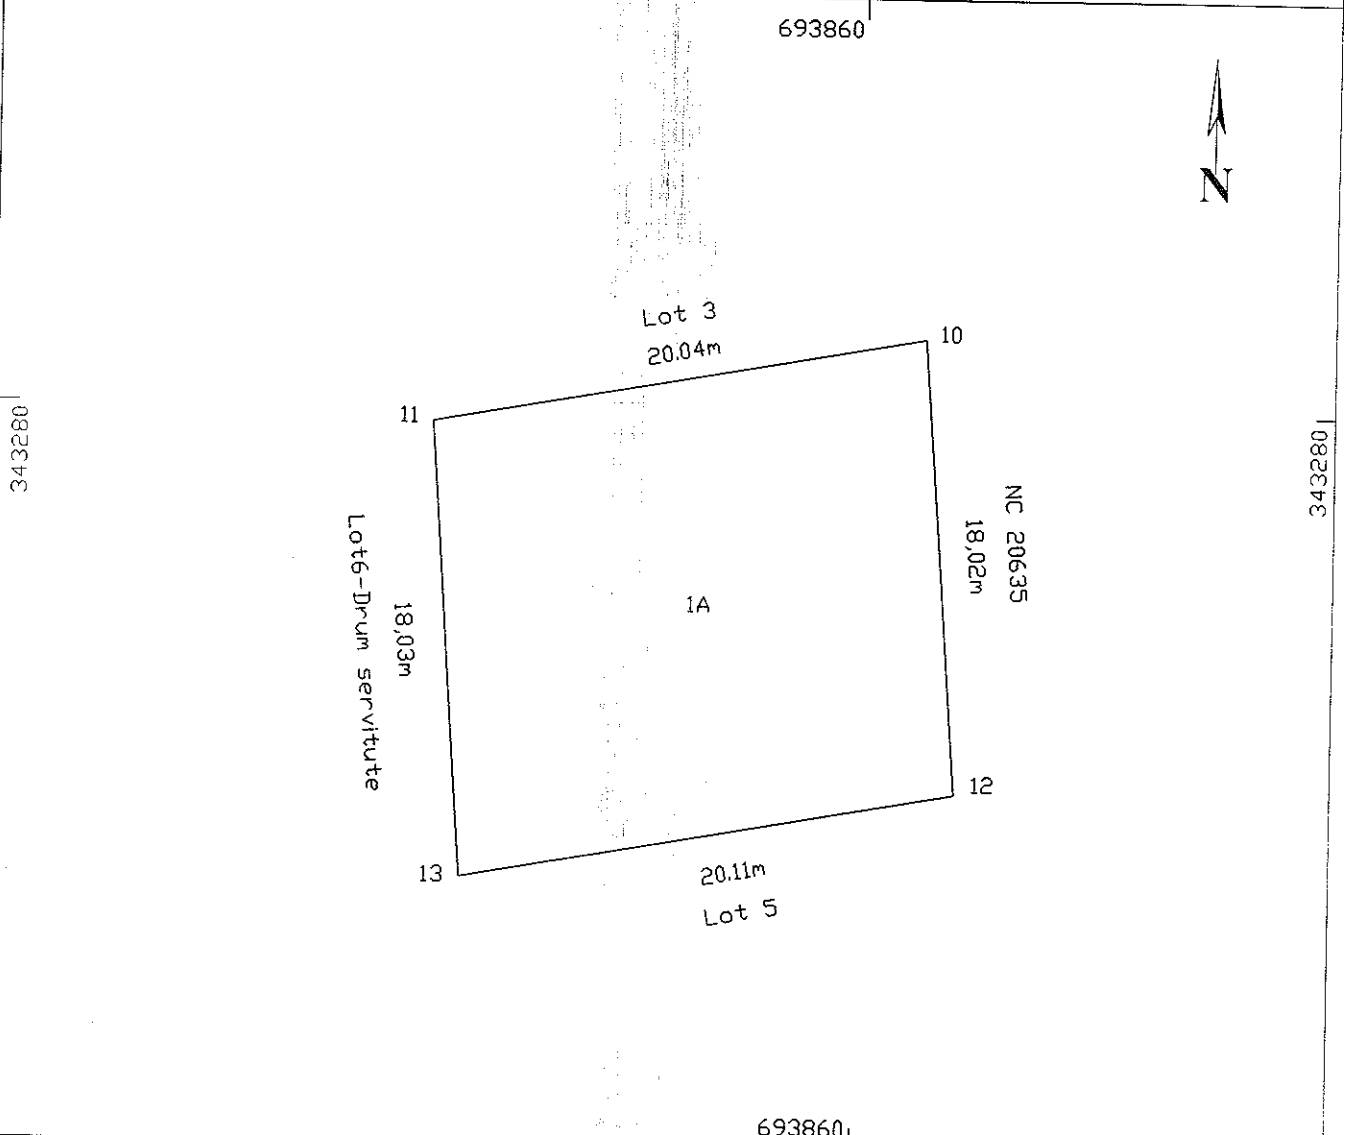 693860
N
Lot 3
20.04m
10
11
343280
343280
NC 20635
18,02m
1A
18,03m
Lot6-Drum servitute
12
13
20.11m
Lot 5
693860